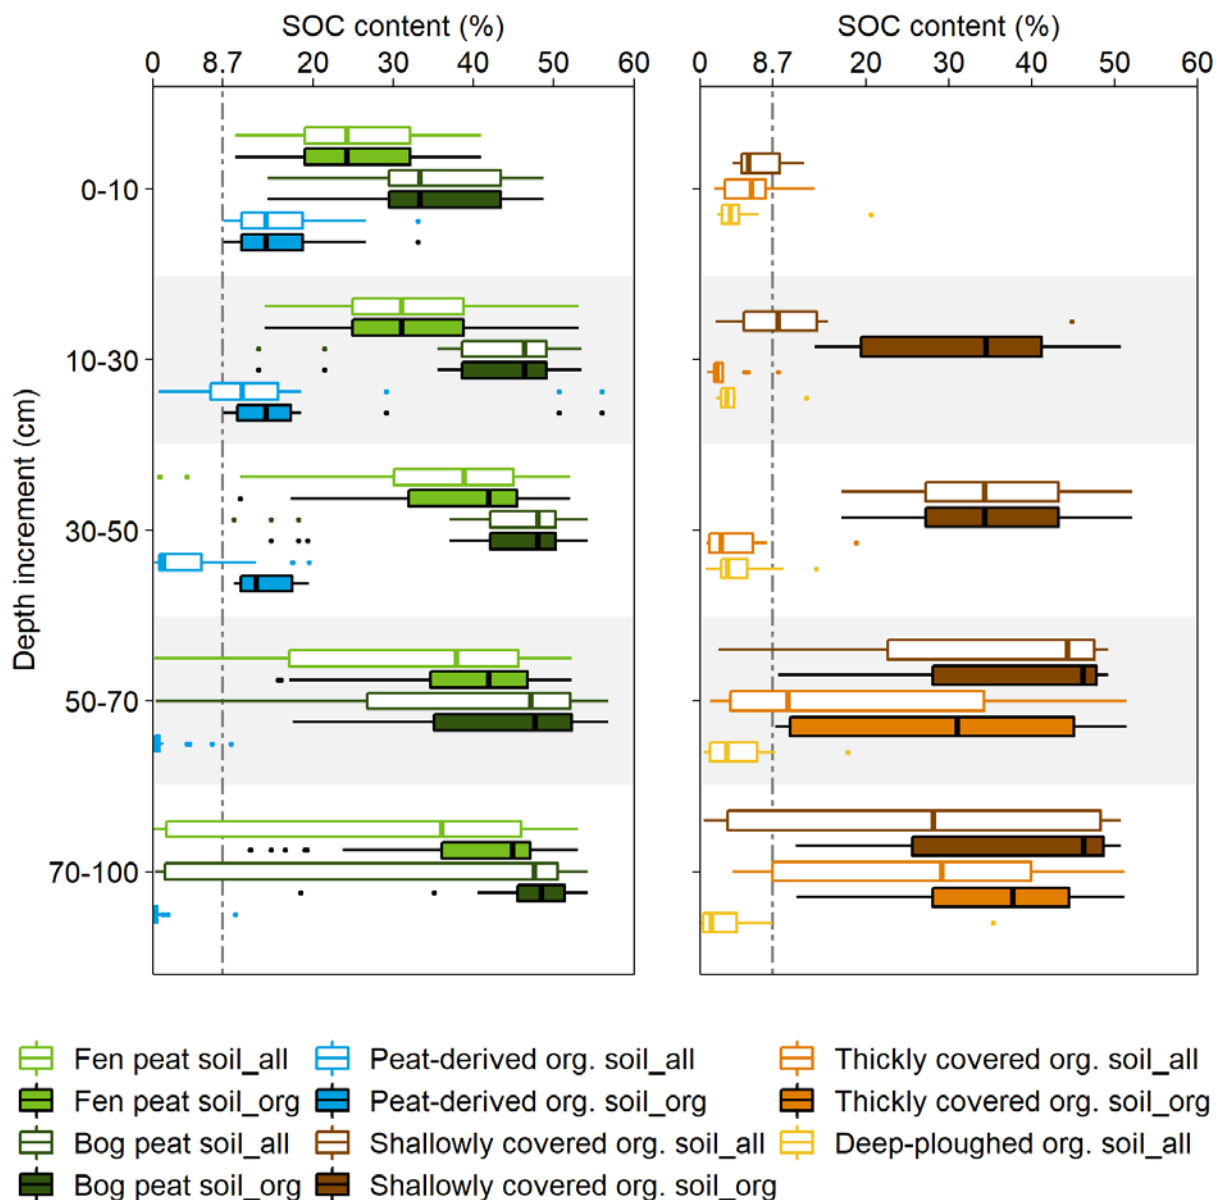 SOC content (%)
SOC content (%)
0 8.7 20 30 40 50 60
0 8.7 20 30 40 50 60
Depth increment (cm)
0-10
10-30
30-50
50-70
70-100
Fen peat soil_all
Peat-derived org. soil_all
Thickly covered org. soil_all
Fen peat soil_org
Peat-derived org. soil_org
Thickly covered org. soil_org
Bog peat soil_all
Shallowly covered org. soil_all
Deep-ploughed org. soil_all
Bog peat soil_org
Shallowly covered org. soil_org